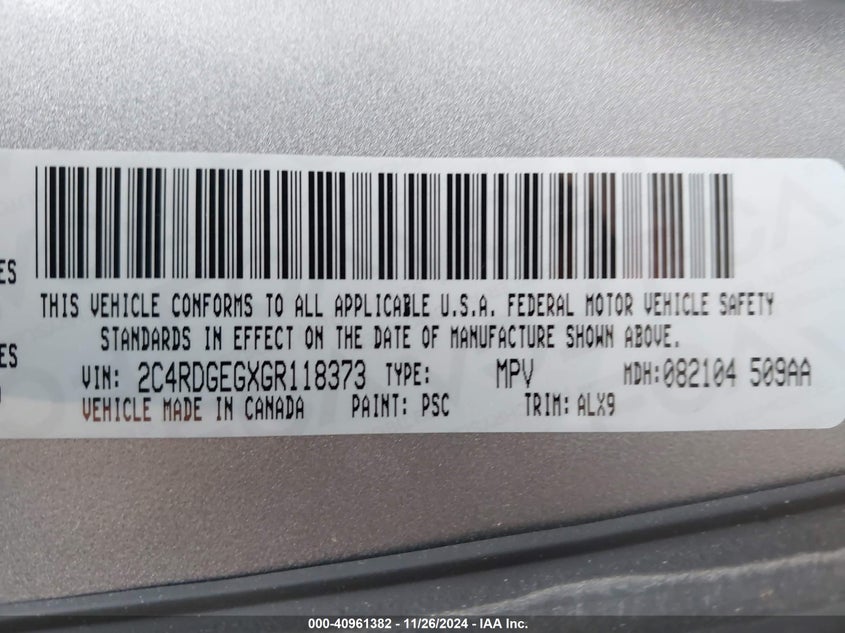 THIS VEHICLE CONFORMS TO ALL APPLICABLE U.S.A. FEDERAL MOTOR VEHICLE SAFETY
ES
STANDARDS IN EFFECT ON THE DATE OF MANUFACTURE SHOWN ABOVE.
ES
VIN: 2C4RDGEGXGR118373 TYPE: MPV MDH:082104 509AA
VEHICLE MADE IN CANADA PAINT: PSC TRIM: ALX9
000-40961382 - 11/26/2024 - IAA Inc.